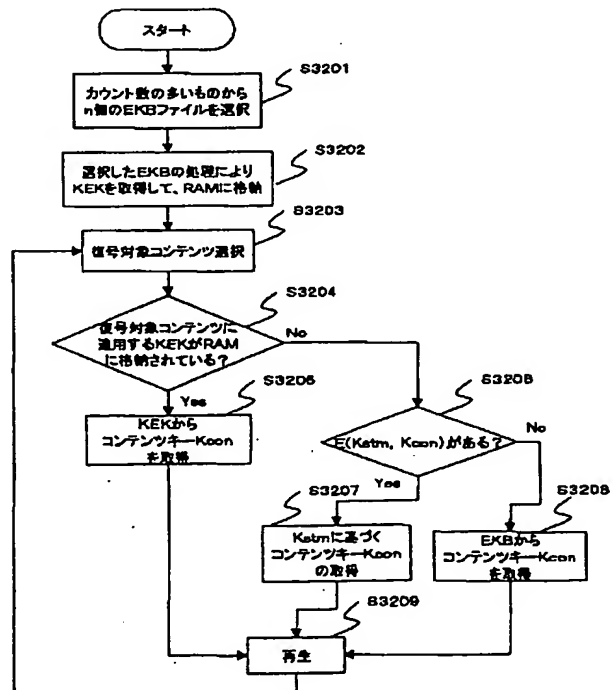 スタート
S3201
カウント数の多いものから
n個のEKBファイルを選択
S3202
選択したEKBの処理により
KEKを取得して、RAMに格納
S3203
復号対象コンテンツ選択
S3204
復号対象コンテンツに
適用するKEKがRAM
に格納されている?
No
Yes
S3205
KEKから
コンテンツキーKcon
を取得
S3206
E(Kstm, Kcon)がある?
No
Yes
S3207
Kstmに基づく
コンテンツキーKcon
の取得
S3208
EKBから
コンテンツキーKcon
を取得
S3209
再生